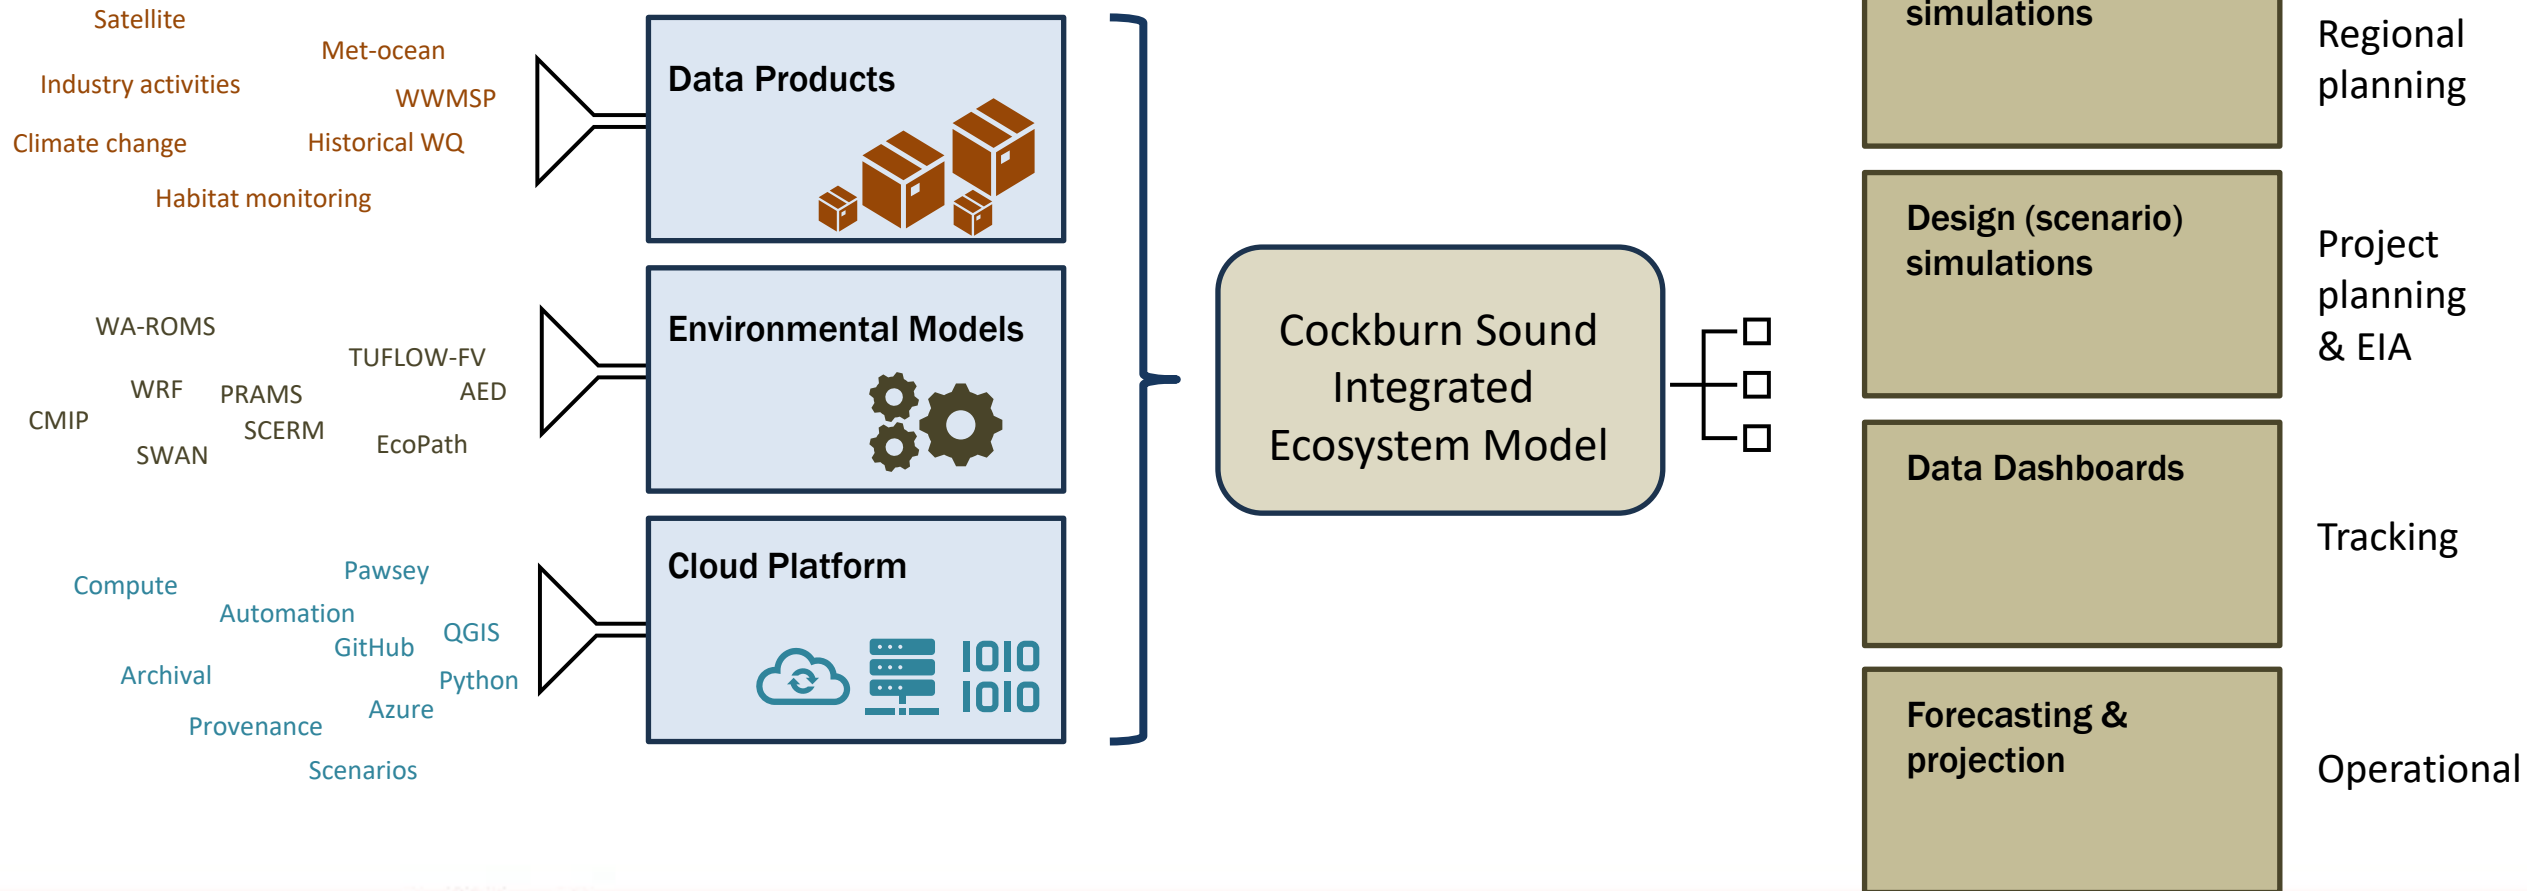 Satellite
Met-ocean
Industry activities
WWMSP
Climate change
Historical WQ
Habitat monitoring
Data Products
WA-ROMS
TUFLOW-FV
WRF
PRAMS
AED
CMIP
SCERM
EcoPath
SWAN
Environmental Models
Pawsey
Compute
Automation
QGIS
GitHub
Archival
Python
Azure
Provenance
Scenarios
Cloud Platform
1010
1010
Cockburn Sound
Integrated
Ecosystem Model
simulations
Regional
planning
Design (scenario)
simulations
Project
planning
& EIA
Data Dashboards
Tracking
Forecasting &
projection
Operational